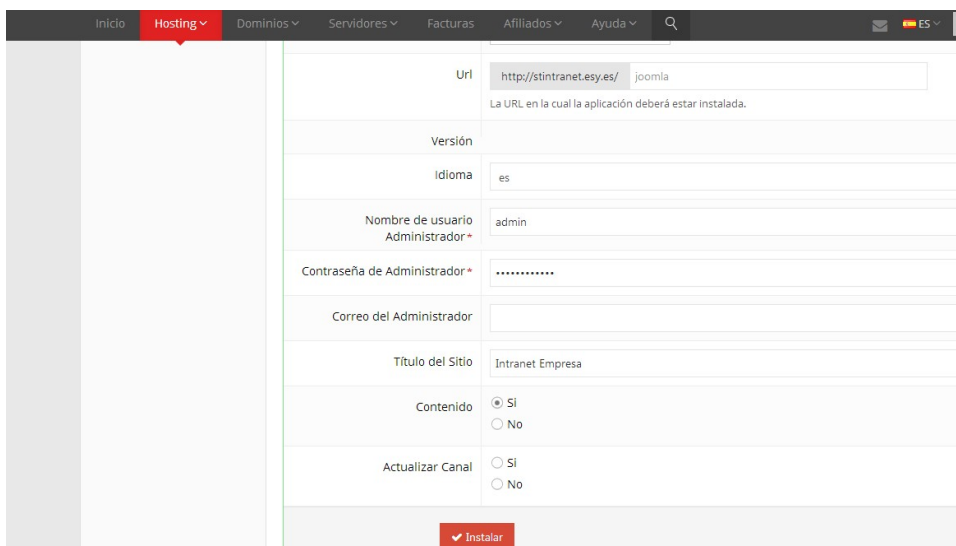 Inicio Hosting Dominios Servidores Facturas Afiliados Ayuda ES
Url http://stintranet.esy.es/ joomla
La URL en la cual la aplicación deberá estar instalada.
Versión
Idioma es
Nombre de usuario
Administrador* admin
Contraseña de Administrador* ••••••••••••
Correo del Administrador
Título del Sitio Intranet Empresa
Contenido Si
No
Actualizar Canal Si
No
Instalar